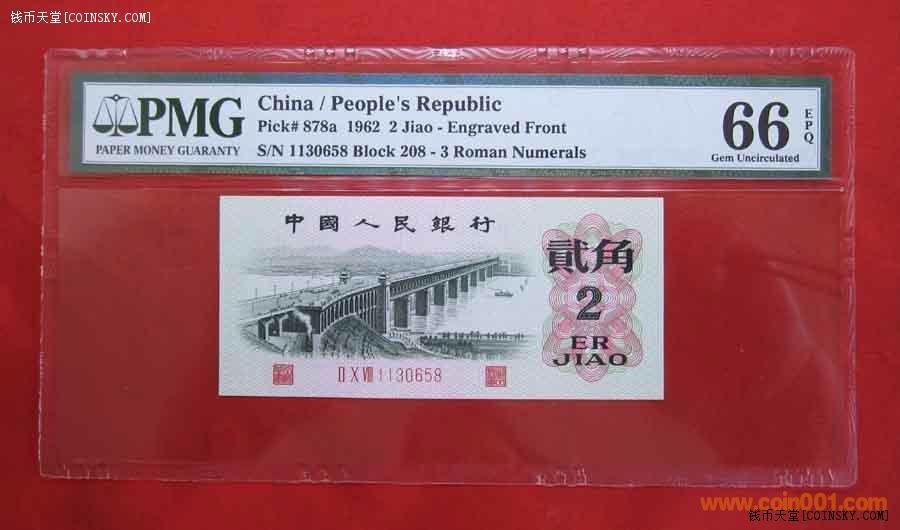 钱币天堂[COINSKY.COM]
PMG
PAPER MONEY GUARANTY
China / People's Republic
Pick# 878a 1962 2 Jiao - Engraved Front
S/N 1130658 Block 208 - 3 Roman Numerals
66
EPQ
Gem Uncirculated
中國人民銀行
貳角
2
ER
JIAO
II X VIII 1130658
www.coin001.com
钱币天堂[COINSKY.COM]